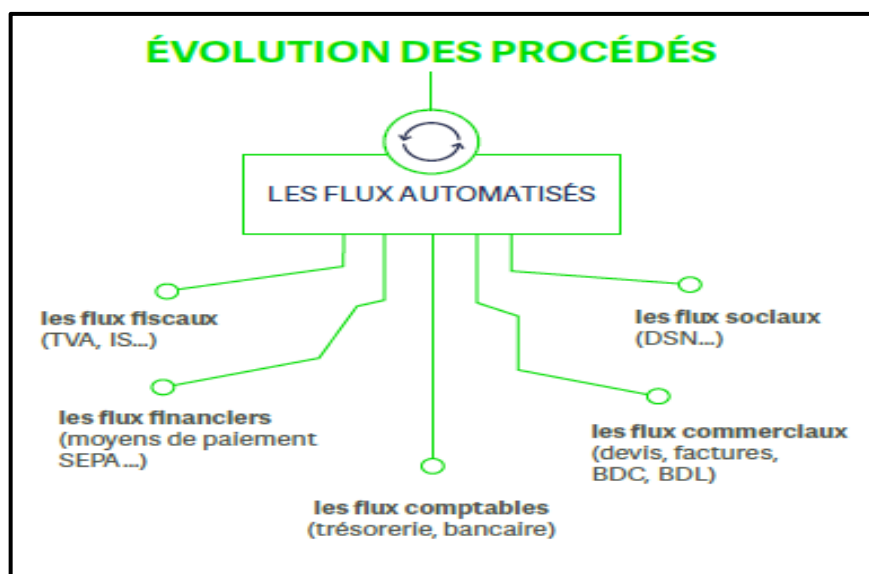 ÉVOLUTION DES PROCÉDÉS
LES FLUX AUTOMATISÉS
les flux fiscaux
(TVA, IS...)
les flux sociaux
(DSN...)
les flux financiers
(moyens de paiement
SEPA...)
les flux commerciaux
(devis, factures,
BDC, BDL)
les flux comptables
(trésorerie, bancaire)